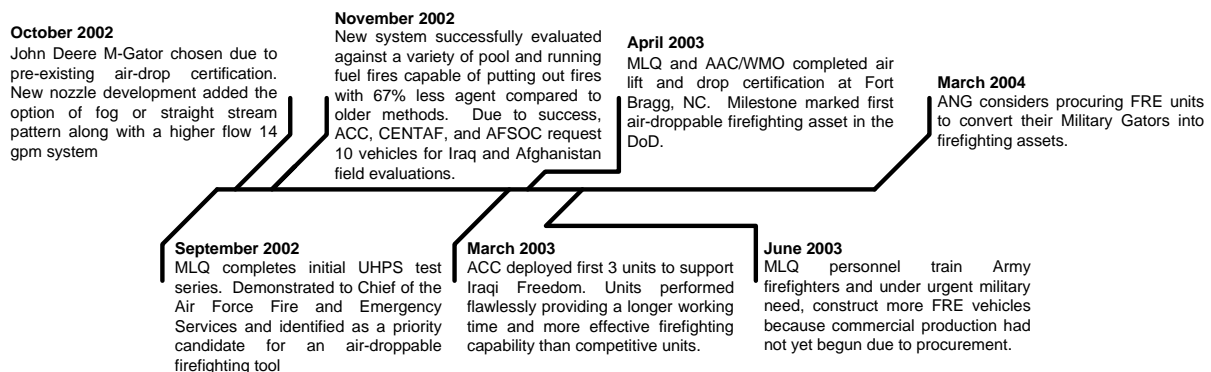 October 2002
John Deere M-Gator chosen due to
pre-existing air-drop certification.
New nozzle development added the
option of fog or straight stream
pattern along with a higher flow 14
gpm system
November 2002
New system successfully evaluated
against a variety of pool and running
fuel fires capable of putting out fires
with 67% less agent compared to
older methods. Due to success,
ACC, CENTAF, and AFSOC request
10 vehicles for Iraq and Afghanistan
field evaluations.
April 2003
MLQ and AAC/WMO completed air
lift and drop certification at Fort
Bragg, NC. Milestone marked first
air-droppable firefighting asset in the
DoD.
March 2004
ANG considers procuring FRE units
to convert their Military Gators into
firefighting assets.
September 2002
MLQ completes initial UHPS test
series. Demonstrated to Chief of the
Air Force Fire and Emergency
Services and identified as a priority
candidate for an air-droppable
firefighting tool
March 2003
ACC deployed first 3 units to support
Iraqi Freedom. Units performed
flawlessly providing a longer working
time and more effective firefighting
capability than competitive units.
June 2003
MLQ personnel train Army
firefighters and under urgent military
need, construct more FRE vehicles
because commercial production had
not yet begun due to procurement.